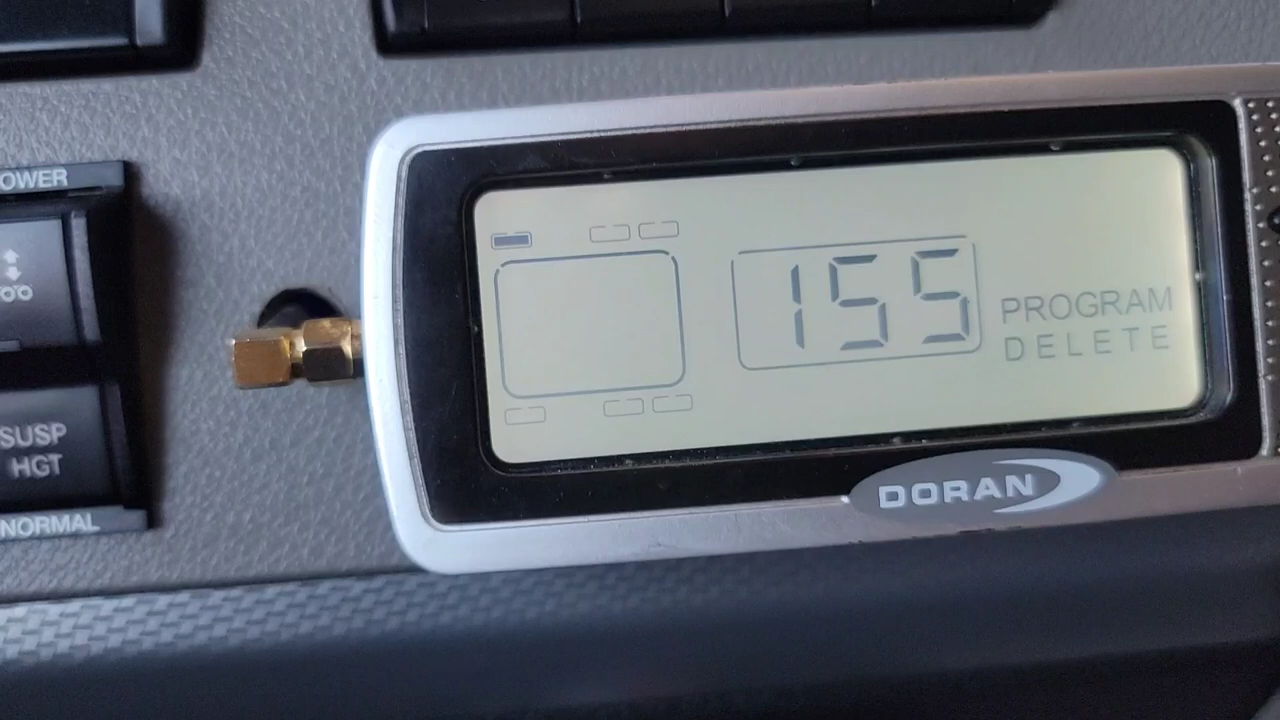 OWER
SUSP
HGT
NORMAL
155
PROGRAM
DELETE
DORAN